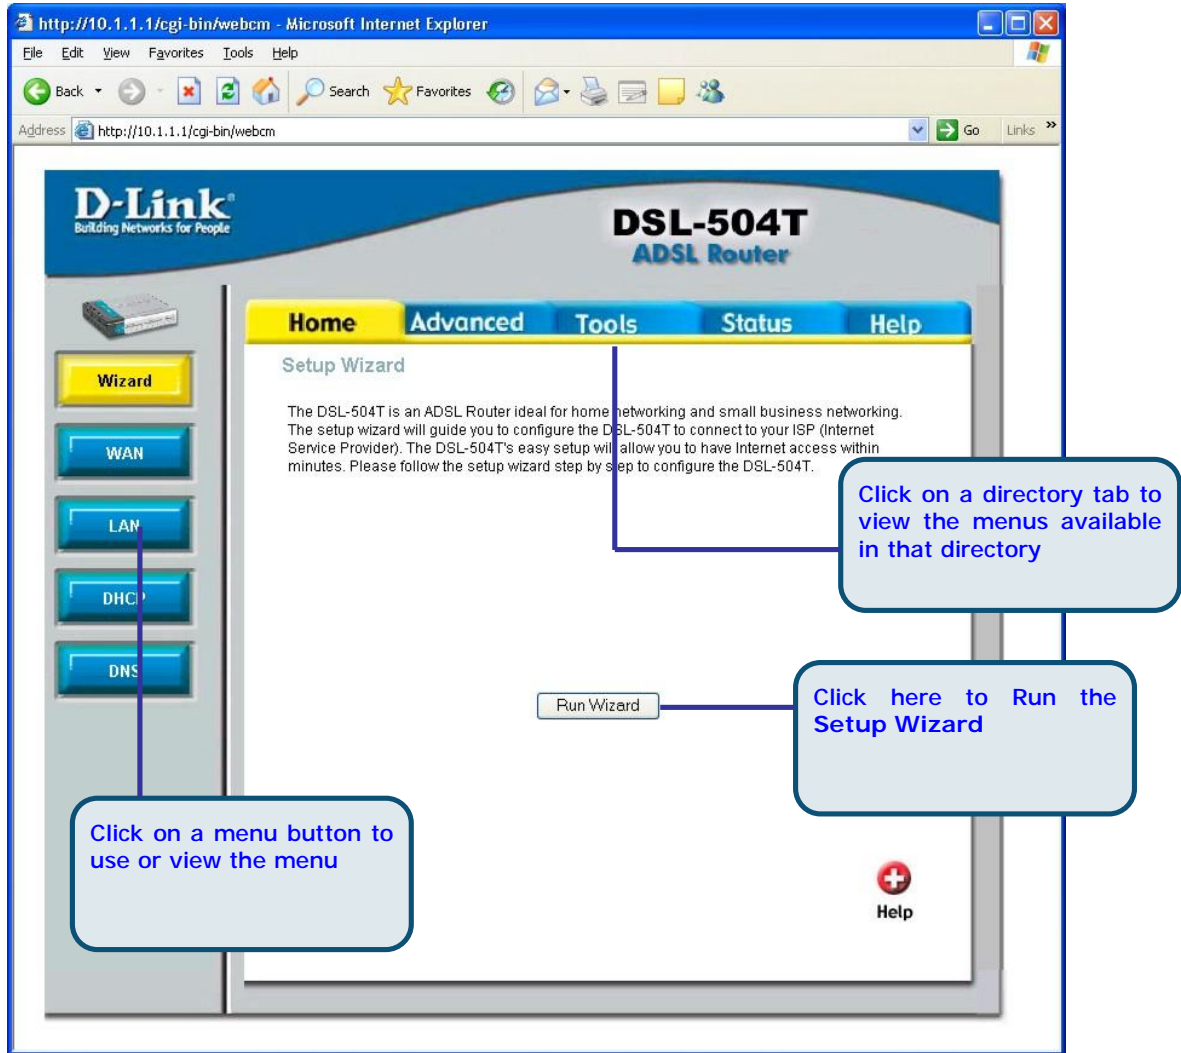 http://10.1.1.1/cgi-bin/webcm - Microsoft Internet Explorer
File Edit View Favorites Tools Help
Back Search Favorites
Address http://10.1.1.1/cgi-bin/webcm Go Links »
D-Link®
Building Networks for People
DSL-504T
ADSL Router
Home Advanced Tools Status Help
Wizard
WAN
LAN
DHCP
DNS
Setup Wizard
The DSL-504T is an ADSL Router ideal for home networking and small business networking.
The setup wizard will guide you to configure the DSL-504T to connect to your ISP (Internet
Service Provider). The DSL-504T's easy setup will allow you to have Internet access within
minutes. Please follow the setup wizard step by step to configure the DSL-504T.
Click on a directory tab to
view the menus available
in that directory
Run Wizard
Click here to Run the
Setup Wizard
Click on a menu button to
use or view the menu
Help